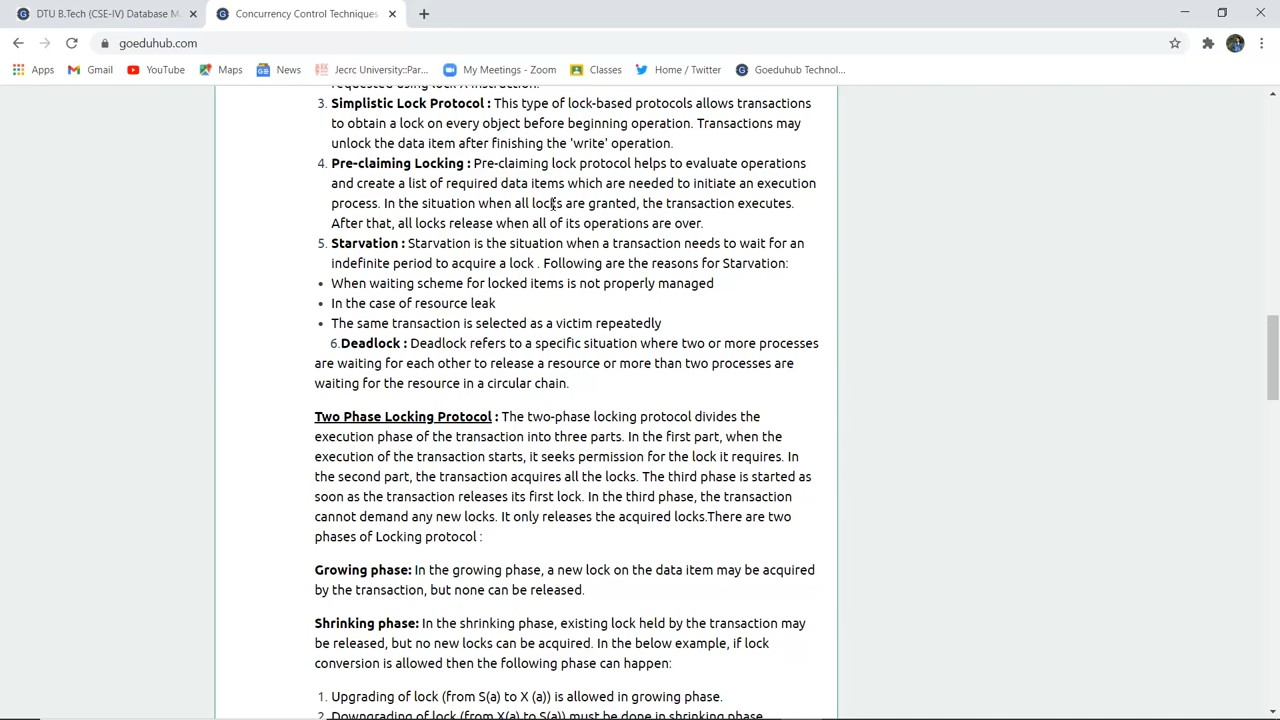 DTU B.Tech (CSE-IV) Database M
Concurrency Control Techniques
goeduhub.com
Apps
Gmail
YouTube
Maps
News
Jecrc University::Par...
My Meetings - Zoom
Classes
Home / Twitter
Goeduhub Technol...
requested using lock X instruction.
3. Simplistic Lock Protocol : This type of lock-based protocols allows transactions
to obtain a lock on every object before beginning operation. Transactions may
unlock the data item after finishing the 'write' operation.
4. Pre-claiming Locking : Pre-claiming lock protocol helps to evaluate operations
and create a list of required data items which are needed to initiate an execution
process. In the situation when all locks are granted, the transaction executes.
After that, all locks release when all of its operations are over.
5. Starvation : Starvation is the situation when a transaction needs to wait for an
indefinite period to acquire a lock . Following are the reasons for Starvation:
• When waiting scheme for locked items is not properly managed
• In the case of resource leak
• The same transaction is selected as a victim repeatedly
6.Deadlock : Deadlock refers to a specific situation where two or more processes
are waiting for each other to release a resource or more than two processes are
waiting for the resource in a circular chain.
Two Phase Locking Protocol : The two-phase locking protocol divides the
execution phase of the transaction into three parts. In the first part, when the
execution of the transaction starts, it seeks permission for the lock it requires. In
the second part, the transaction acquires all the locks. The third phase is started as
soon as the transaction releases its first lock. In the third phase, the transaction
cannot demand any new locks. It only releases the acquired locks.There are two
phases of Locking protocol :
Growing phase: In the growing phase, a new lock on the data item may be acquired
by the transaction, but none can be released.
Shrinking phase: In the shrinking phase, existing lock held by the transaction may
be released, but no new locks can be acquired. In the below example, if lock
conversion is allowed then the following phase can happen:
1. Upgrading of lock (from S(a) to X (a)) is allowed in growing phase.
2. Downgrading of lock (from X(a) to S(a)) must be done in shrinking phase.